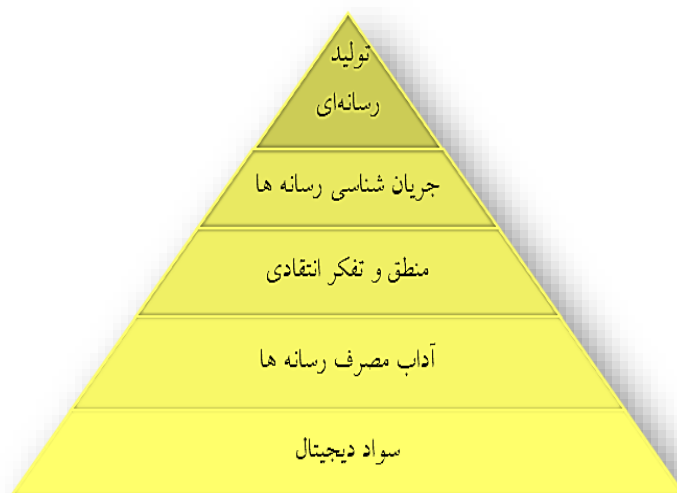 تولید
رسانه‌ای
جریان شناسی رسانه ها
منطق و تفکر انتقادی
آداب مصرف رسانه ها
سواد دیجیتال